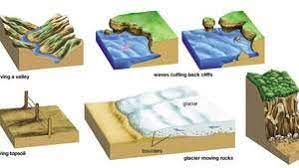 ving a valley
waves cutting back cliffs
glacier
boulders
ving topsoil
glacier moving rocks